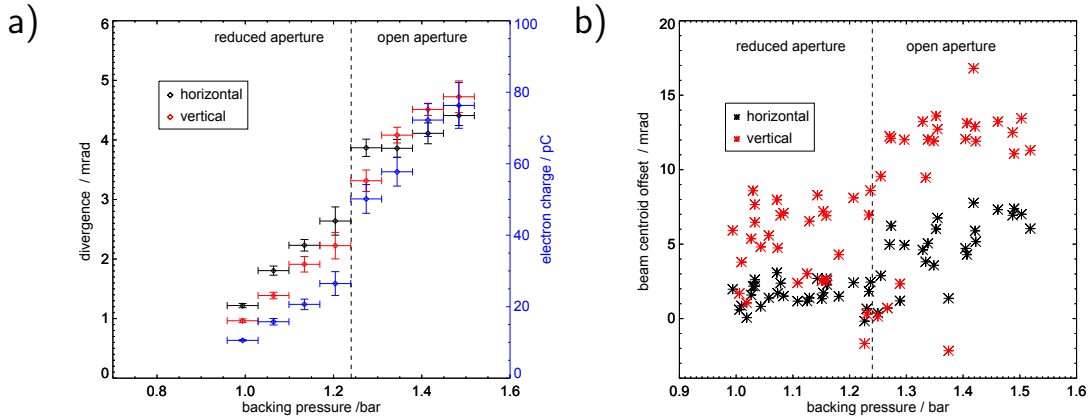 a)
reduced aperture
open aperture
horizontal
vertical
divergence / mrad
electron charge / pC
backing pressure /bar
0
1
2
3
4
5
6
0
20
40
60
80
100
0.8
1.0
1.2
1.4
1.6
b)
reduced aperture
open aperture
horizontal
vertical
beam centroid offset / mrad
backing pressure / bar
0
5
10
15
20
0.9
1.0
1.1
1.2
1.3
1.4
1.5
1.6